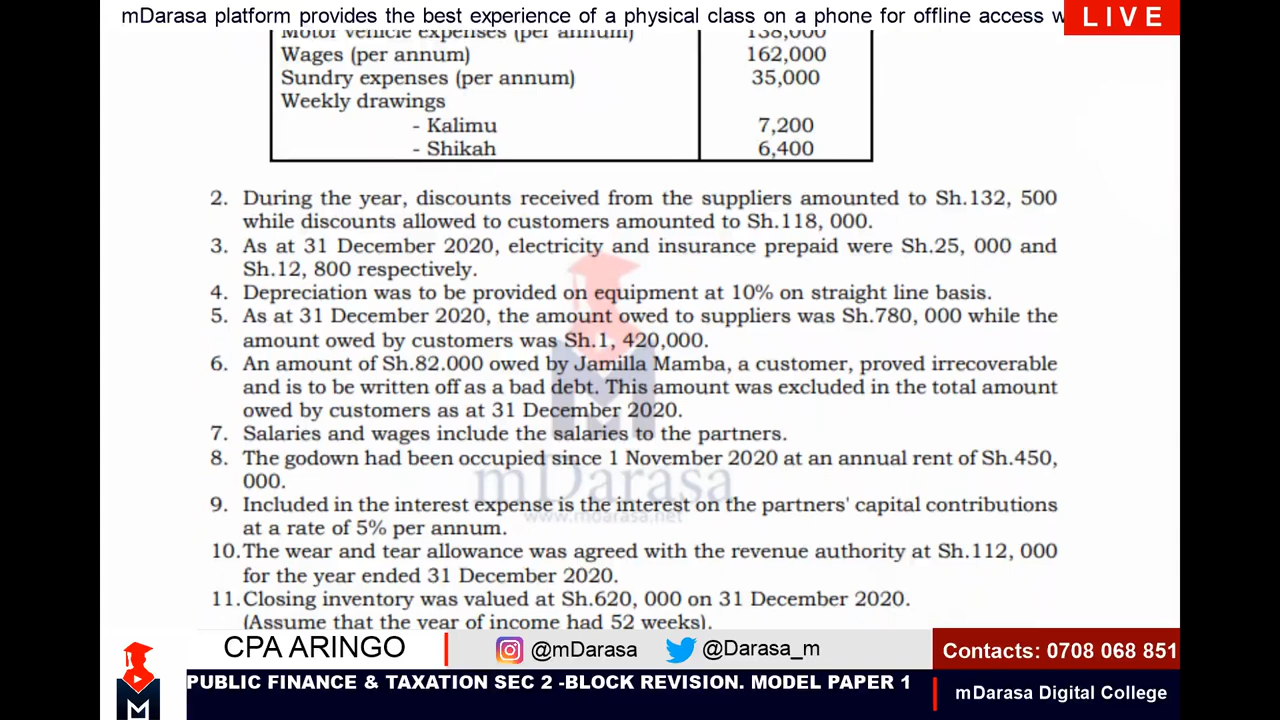 mDarasa platform provides the best experience of a physical class on a phone for offline access w
LIVE
Motor vehicle expenses (per annum) 138,000
Wages (per annum) 162,000
Sundry expenses (per annum) 35,000
Weekly drawings
- Kalimu 7,200
- Shikah 6,400
2. During the year, discounts received from the suppliers amounted to Sh.132, 500
while discounts allowed to customers amounted to Sh.118, 000.
3. As at 31 December 2020, electricity and insurance prepaid were Sh.25, 000 and
Sh.12, 800 respectively.
4. Depreciation was to be provided on equipment at 10% on straight line basis.
5. As at 31 December 2020, the amount owed to suppliers was Sh.780, 000 while the
amount owed by customers was Sh.1, 420,000.
6. An amount of Sh.82.000 owed by Jamilla Mamba, a customer, proved irrecoverable
and is to be written off as a bad debt. This amount was excluded in the total amount
owed by customers as at 31 December 2020.
7. Salaries and wages include the salaries to the partners.
8. The godown had been occupied since 1 November 2020 at an annual rent of Sh.450,
000.
mDarasa
9. Included in the interest expense is the interest on the partners' capital contributions
www.mdarasa.net
at a rate of 5% per annum.
10. The wear and tear allowance was agreed with the revenue authority at Sh.112, 000
for the year ended 31 December 2020.
11. Closing inventory was valued at Sh.620, 000 on 31 December 2020.
(Assume that the year of income had 52 weeks).
CPA ARINGO
@mDarasa
@Darasa_m
Contacts: 0708 068 851
PUBLIC FINANCE & TAXATION SEC 2 -BLOCK REVISION. MODEL PAPER 1
mDarasa Digital College